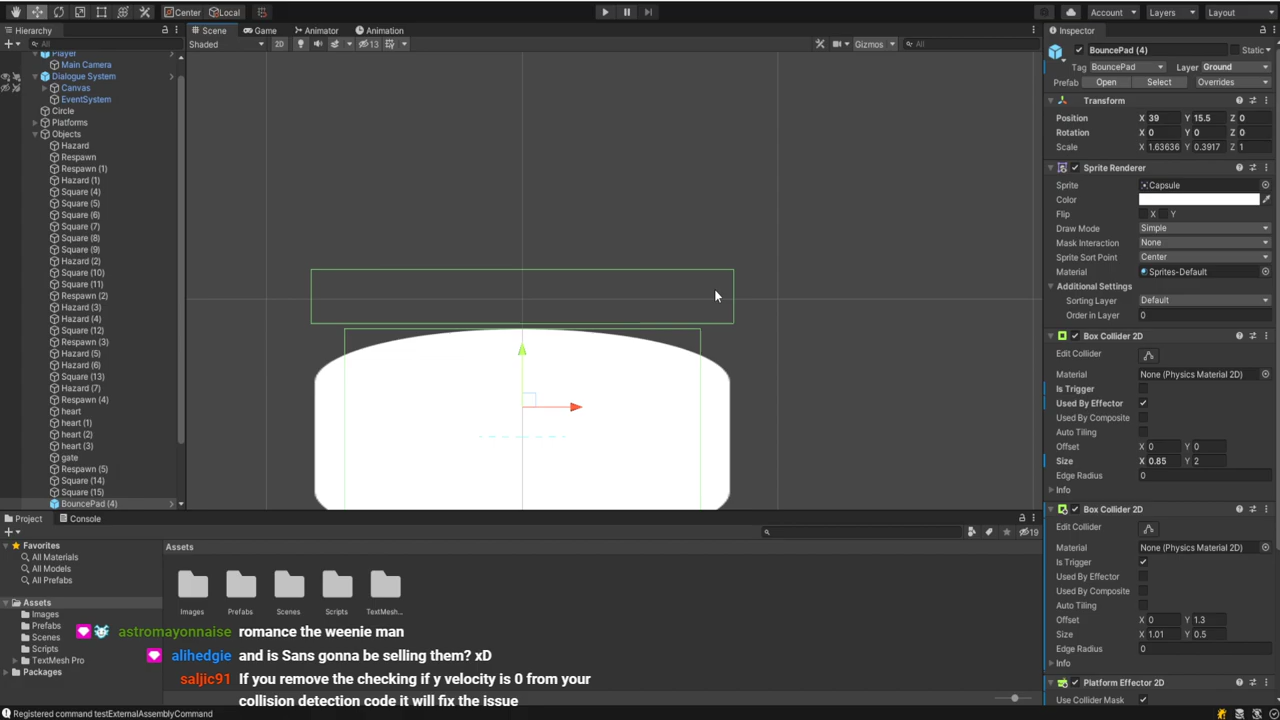 Center
Local
Account
Layers
Layout
Hierarchy
Scene
Game
Animator
Animation
Inspector
All
Shaded
2D
13
Gizmos
All
BouncePad (4)
Static
Tag BouncePad Layer Ground
Prefab Open Select Overrides
Player
Main Camera
Dialogue System
Canvas
EventSystem
Circle
Platforms
Objects
Hazard
Respawn
Respawn (1)
Hazard (1)
Square (4)
Square (5)
Square (6)
Square (7)
Square (8)
Square (9)
Hazard (2)
Square (10)
Square (11)
Respawn (2)
Hazard (3)
Hazard (4)
Square (12)
Respawn (3)
Hazard (5)
Hazard (6)
Square (13)
Hazard (7)
Respawn (4)
heart
heart (1)
heart (2)
heart (3)
gate
Respawn (5)
Square (14)
Square (15)
BouncePad (4)
Transform
Position X 39 Y 15.5 Z 0
Rotation X 0 Y 0 Z 0
Scale X 1.63636 Y 0.3917 Z 1
Sprite Renderer
Sprite Capsule
Color
Flip X Y
Draw Mode Simple
Mask Interaction None
Sprite Sort Point Center
Material Sprites-Default
Additional Settings
Sorting Layer Default
Order in Layer 0
Box Collider 2D
Edit Collider
Material None (Physics Material 2D)
Is Trigger
Used By Effector
Used By Composite
Auto Tiling
Offset X 0 Y 0
Size X 0.85 Y 2
Edge Radius 0
Info
Box Collider 2D
Edit Collider
Material None (Physics Material 2D)
Is Trigger
Used By Effector
Used By Composite
Auto Tiling
Offset X 0 Y 1.3
Size X 1.01 Y 0.5
Edge Radius 0
Info
Platform Effector 2D
Use Collider Mask
Project
Console
19
Favorites
All Materials
All Models
All Prefabs
Assets
Images
Prefabs
Scenes
Scripts
TextMesh Pro
Packages
Assets
Images
Prefabs
Scenes
Scripts
TextMesh...
astromayonnaise romance the weenie man
alihedgie and is Sans gonna be selling them? xD
saljic91 If you remove the checking if y velocity is 0 from your
collision detection code it will fix the issue
Registered command testExternalAssemblyCommand